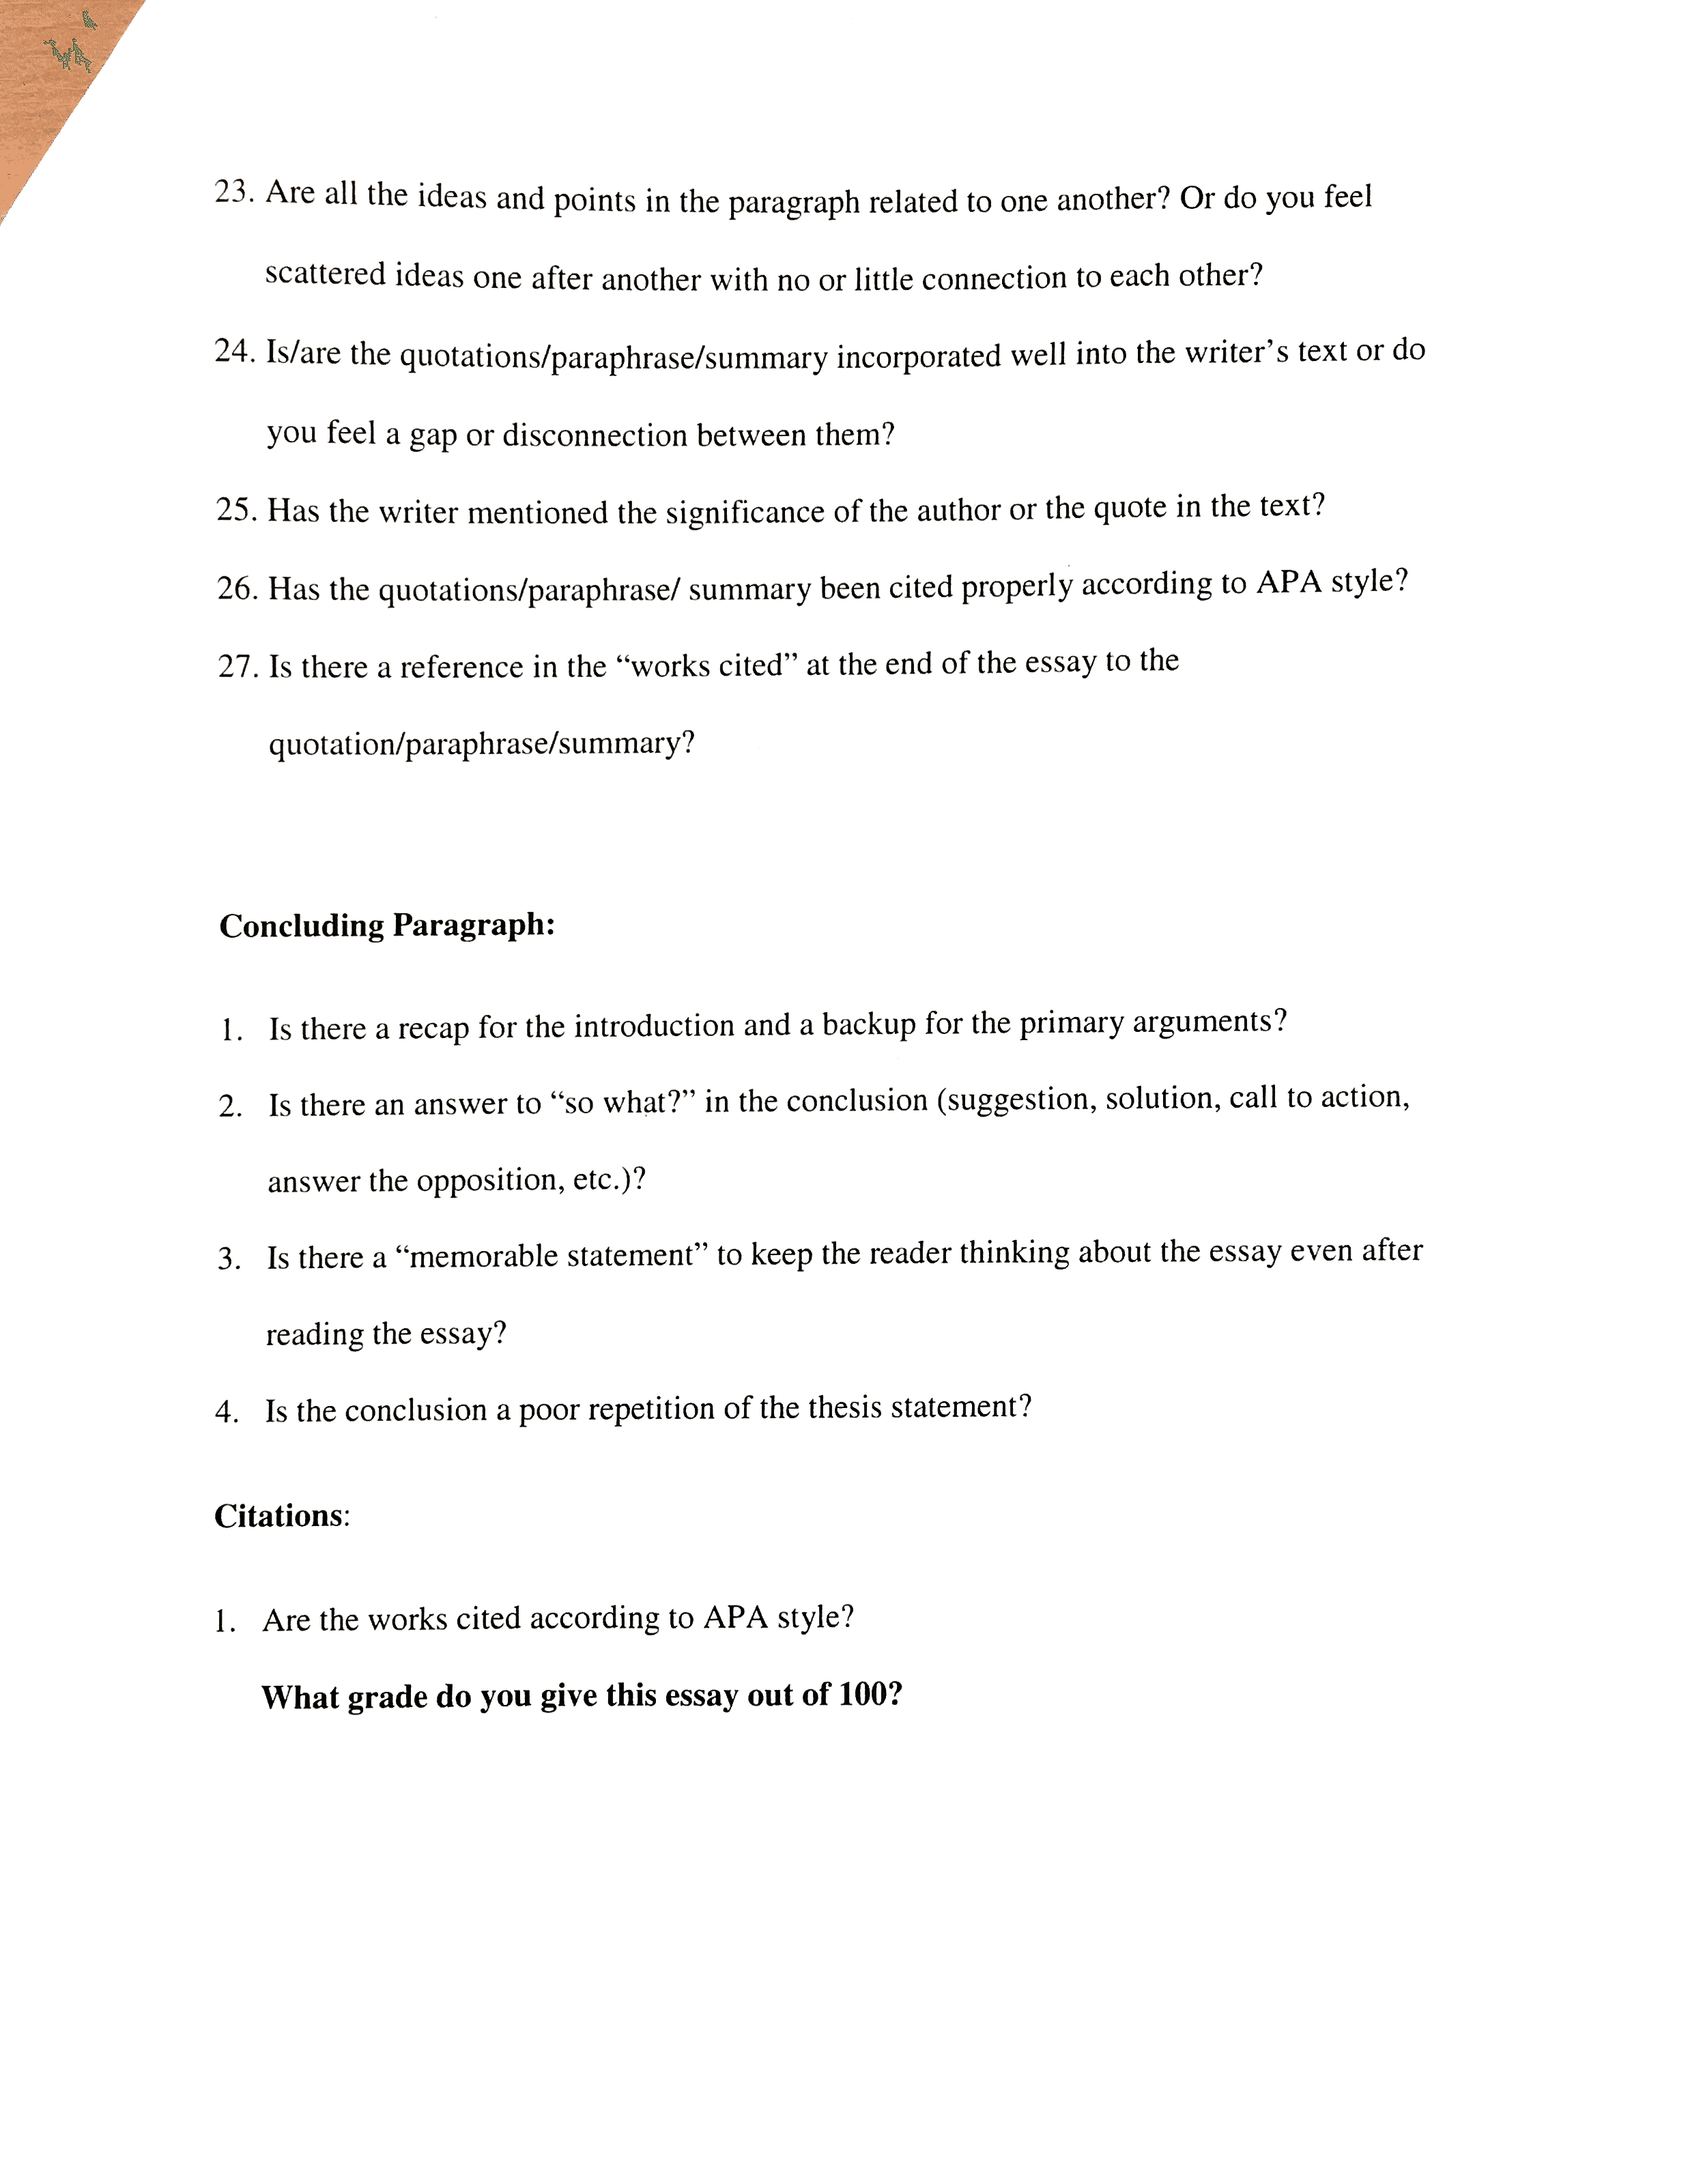 23. Are all the ideas and points in the paragraph related to one another? Or do you feel
scattered ideas one after another with no or little connection to each other?
24. Is/are the quotations/paraphrase/summary incorporated well into the writer’s text or do
you feel a gap or disconnection between them?
25. Has the writer mentioned the significance of the author or the quote in the text?
26. Has the quotations/paraphrase/ summary been cited properly according to APA style?
27. Is there a reference in the “works cited” at the end of the essay to the
quotation/paraphrase/summary?
Concluding Paragraph:
1. Is there a recap for the introduction and a backup for the primary arguments?
2. Is there an answer to “so what?” in the conclusion (suggestion, solution, call to action,
answer the opposition, etc.)?
3. Is there a “memorable statement” to keep the reader thinking about the essay even after
reading the essay?
4. Is the conclusion a poor repetition of the thesis statement?
Citations:
1. Are the works cited according to APA style?
What grade do you give this essay out of 100?